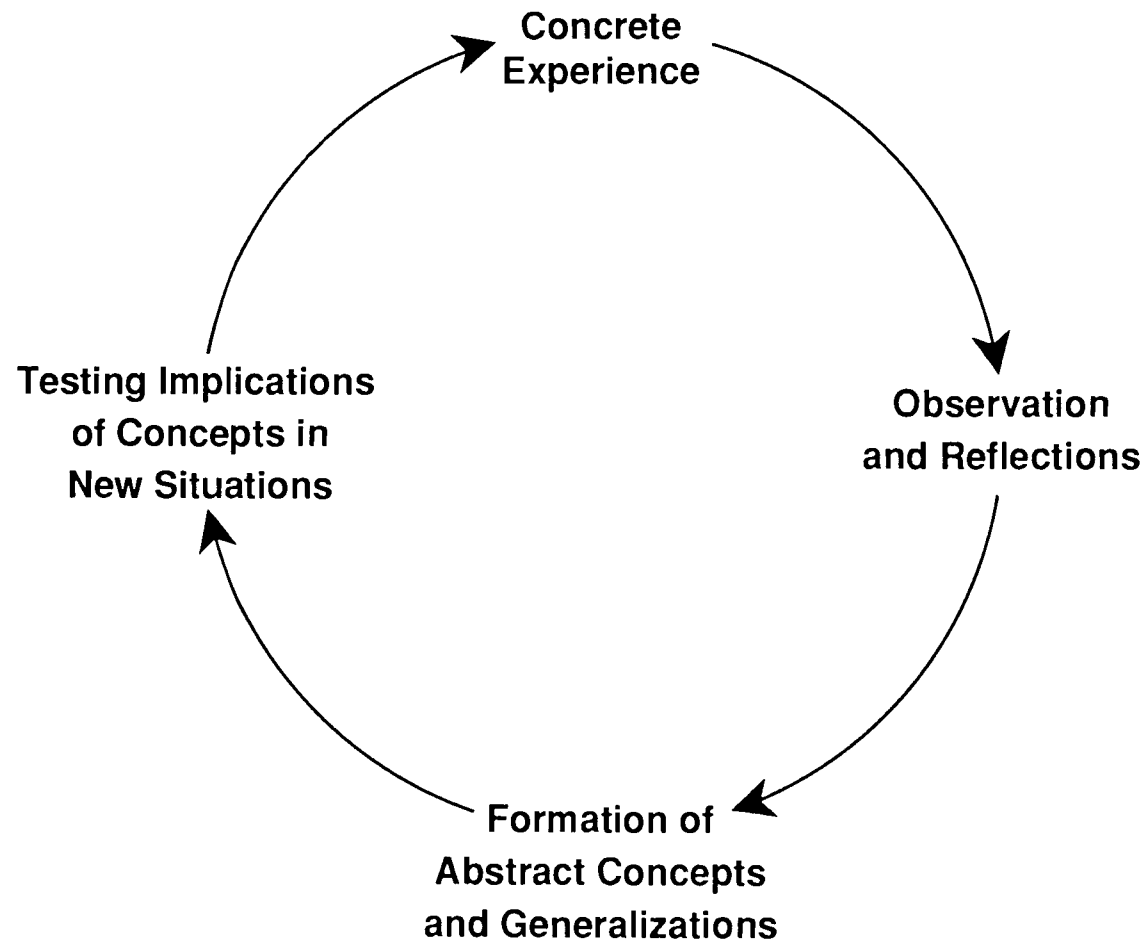 Concrete
Experience
Observation
and Reflections
Formation of
Abstract Concepts
and Generalizations
Testing Implications
of Concepts in
New Situations